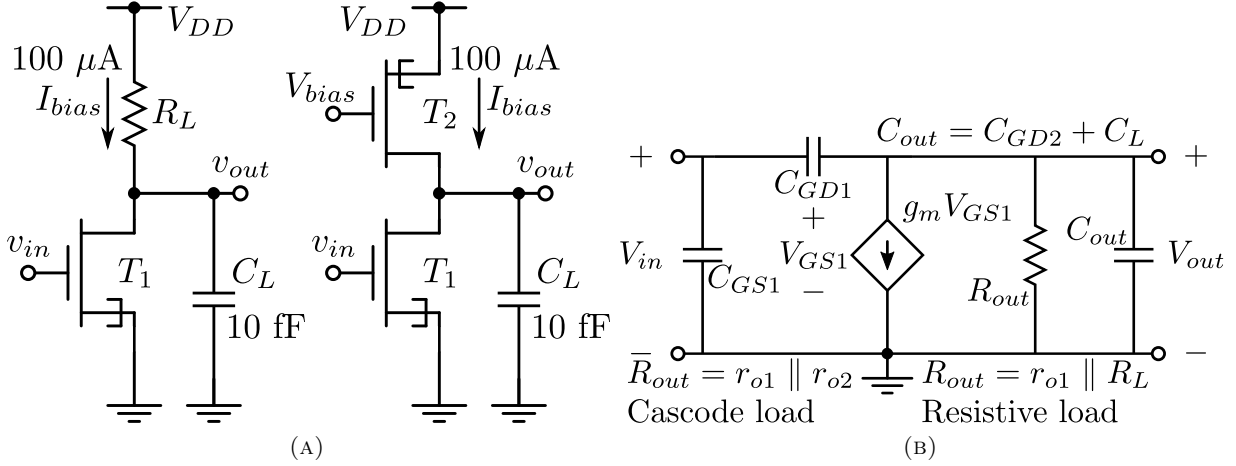 V_DD
100 μA
I_bias
R_L
v_out
v_in
T_1
C_L
10 fF
V_DD
100 μA
V_bias
T_2
I_bias
v_out
v_in
T_1
C_L
10 fF
(A)
C_out = C_GD2 + C_L
+
+
C_GD1
+
g_m V_GS1
V_in
C_GS1
V_GS1
−
R_out
C_out
V_out
−
−
R_out = r_o1 ∥ r_o2
R_out = r_o1 ∥ R_L
Cascode load
Resistive load
(B)